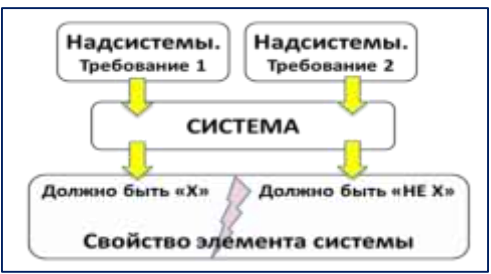 Надсистемы.
Требование 1
Надсистемы.
Требование 2
СИСТЕМА
Должно быть «Х»
Должно быть «НЕ Х»
Свойство элемента системы